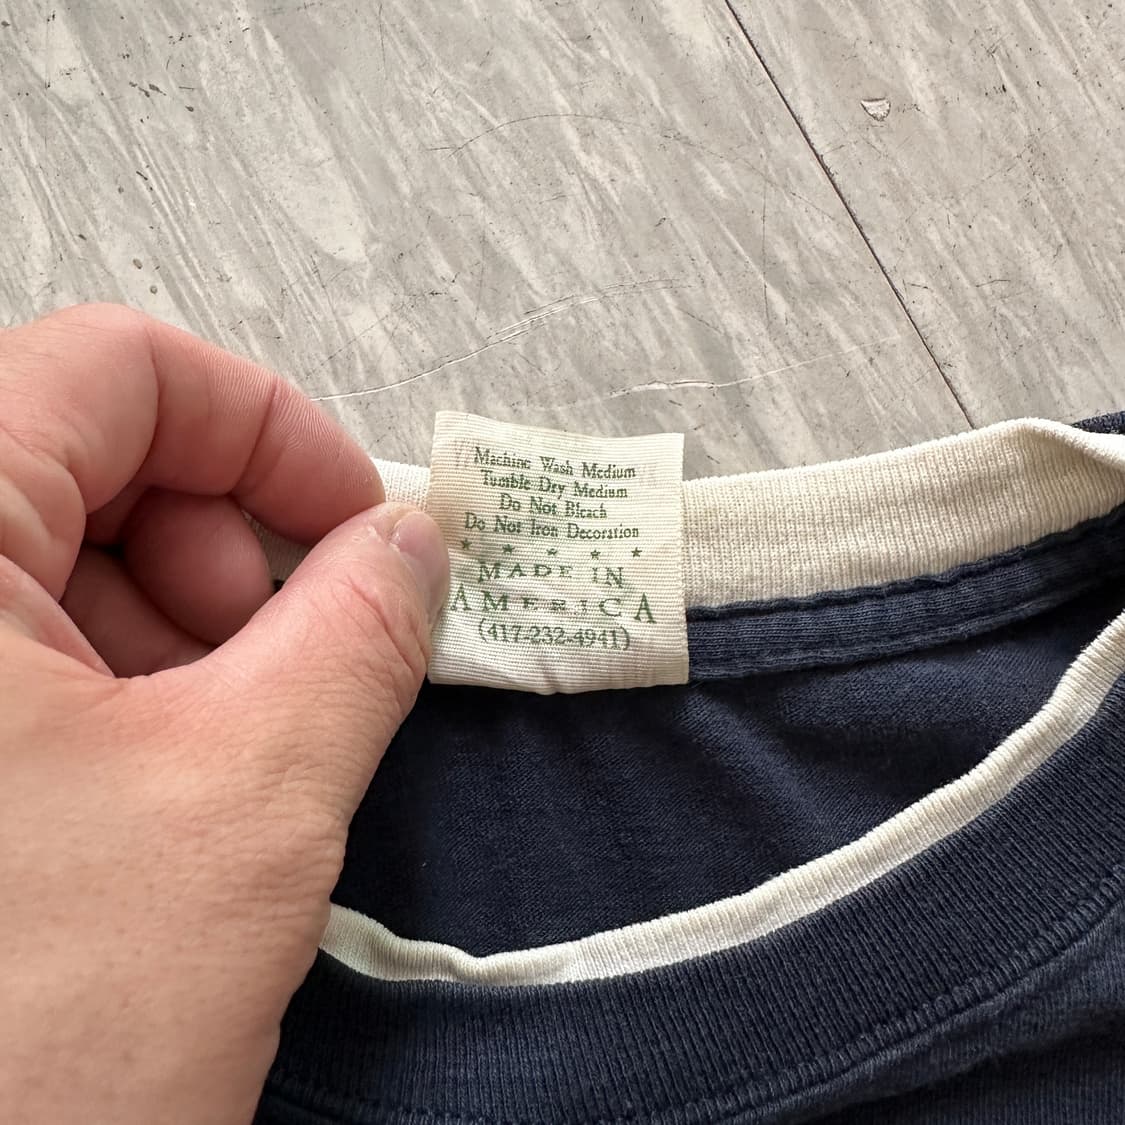 Machine Wash Medium
Tumble Dry Medium
Do Not Bleach
Do Not Iron Decoration
★ ★ ★ ★ ★
MADE IN
AMERICA
(417-232-4941)